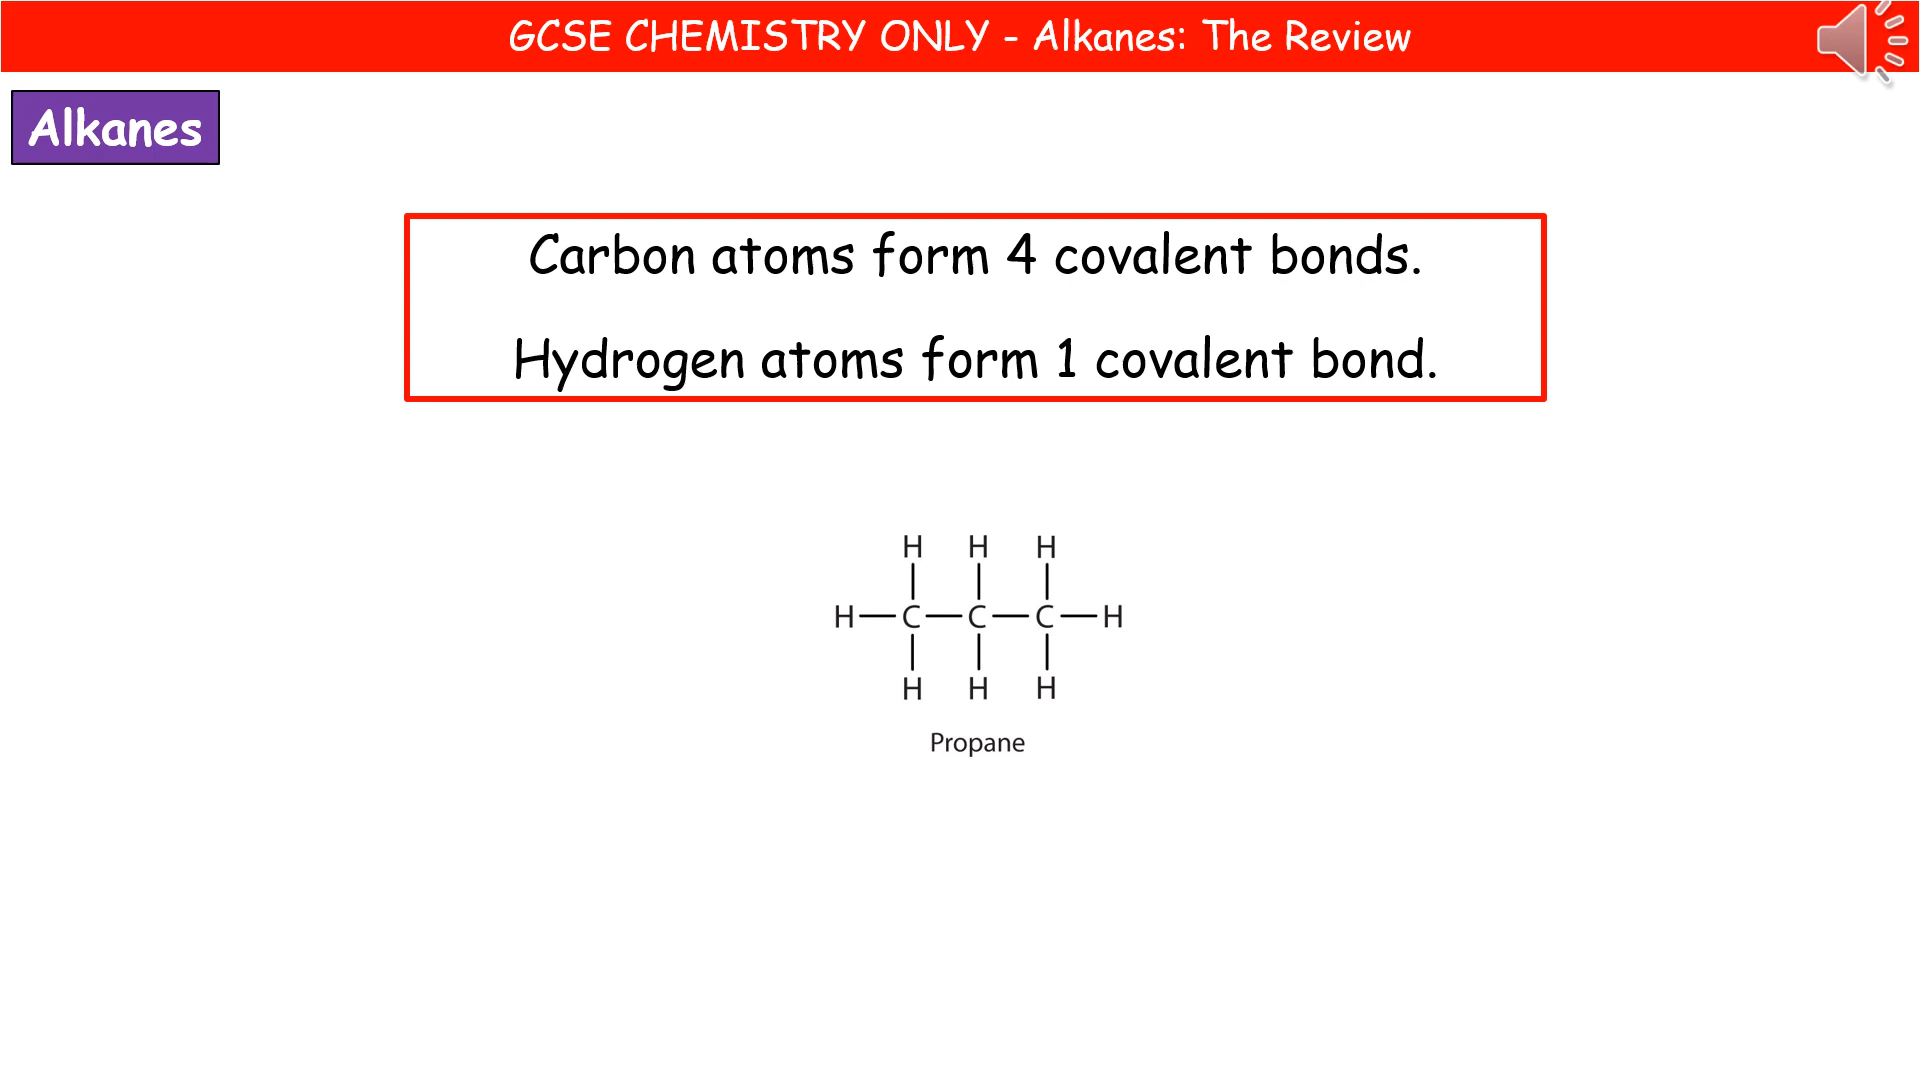 GCSE CHEMISTRY ONLY - Alkanes: The Review
Alkanes
Carbon atoms form 4 covalent bonds.
Hydrogen atoms form 1 covalent bond.
H H H
H C C C H
H H H
Propane